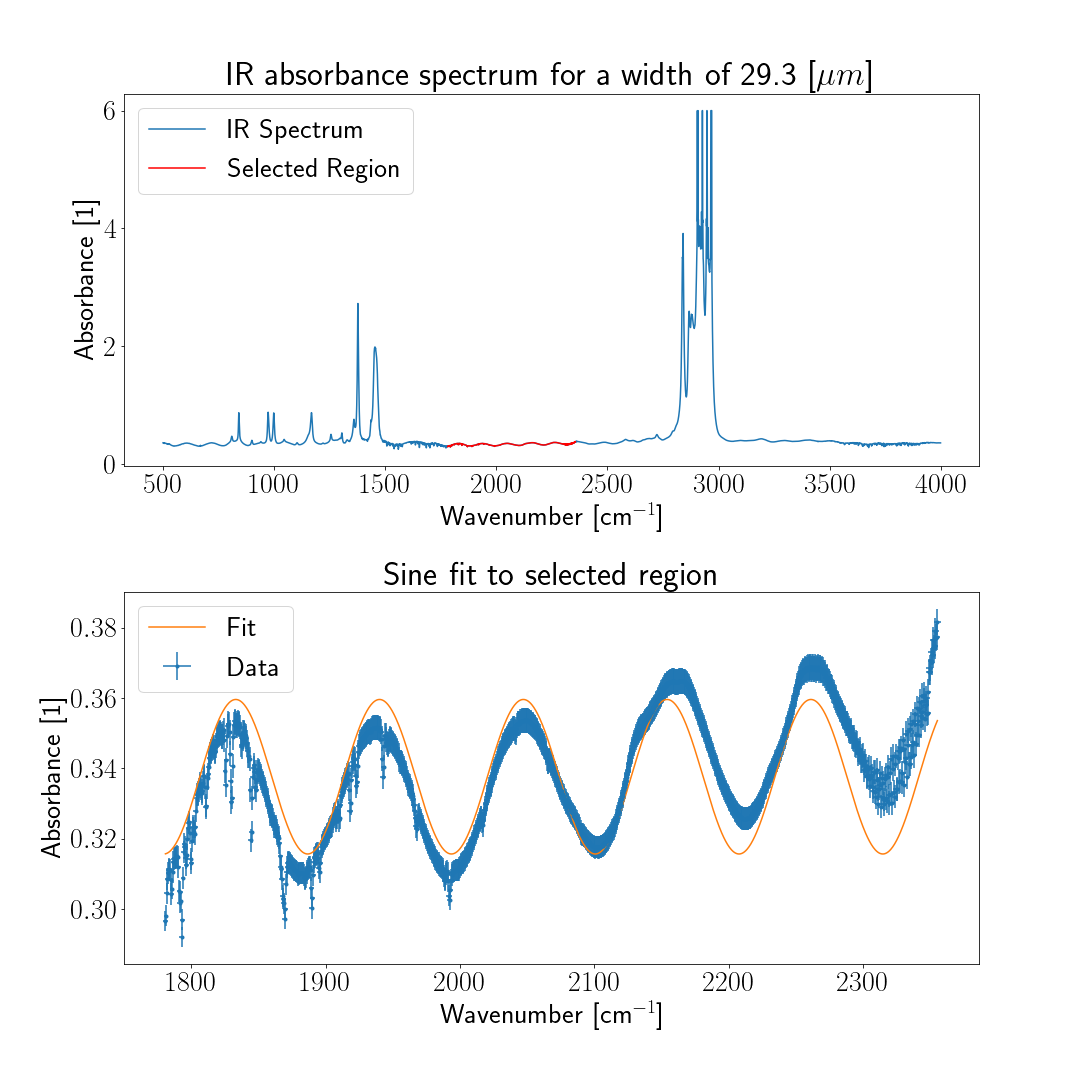 IR absorbance spectrum for a width of 29.3 [μm]
IR Spectrum
Selected Region
Absorbance [1]
6
4
2
0
500 1000 1500 2000 2500 3000 3500 4000
Wavenumber [cm⁻¹]
Sine fit to selected region
Fit
Data
Absorbance [1]
0.38
0.36
0.34
0.32
0.30
1800 1900 2000 2100 2200 2300
Wavenumber [cm⁻¹]